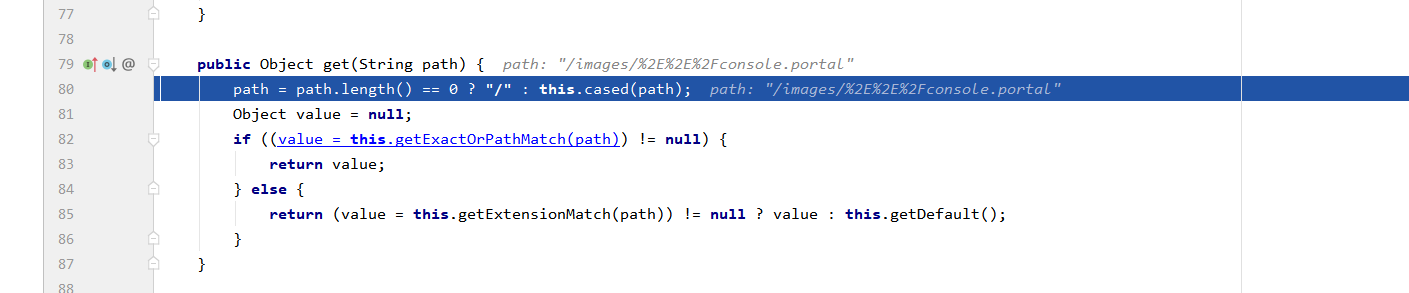 77 }
78
79 @ public Object get(String path) { path: "/images/%2E%2E%2Fconsole.portal"
80 path = path.length() == 0 ? "/" : this.cased(path); path: "/images/%2E%2E%2Fconsole.portal"
81 Object value = null;
82 if ((value = this.getExactOrPathMatch(path)) != null) {
83 return value;
84 } else {
85 return (value = this.getExtensionMatch(path)) != null ? value : this.getDefault();
86 }
87 }
88